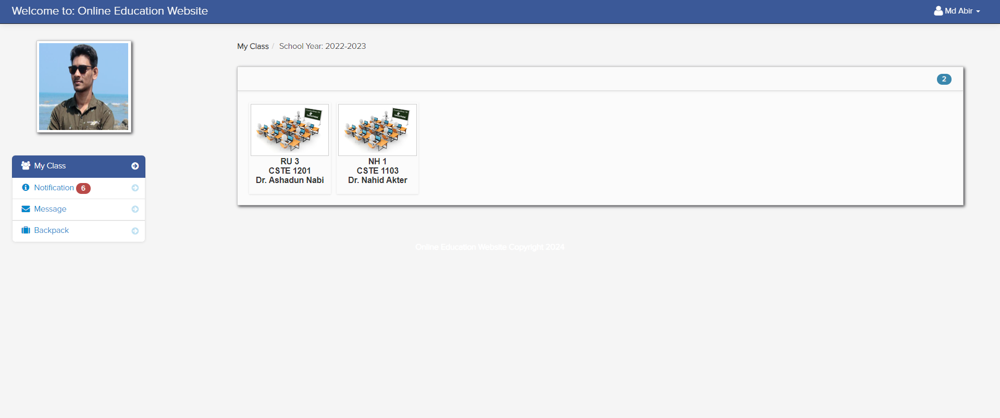 Welcome to: Online Education Website
Md Abir
My Class / School Year: 2022-2023
2
RU 3
CSTE 1201
Dr. Ashadun Nabi
NH 1
CSTE 1103
Dr. Nahid Akter
My Class
Notification 6
Message
Backpack
Online Education Website Copyright 2024